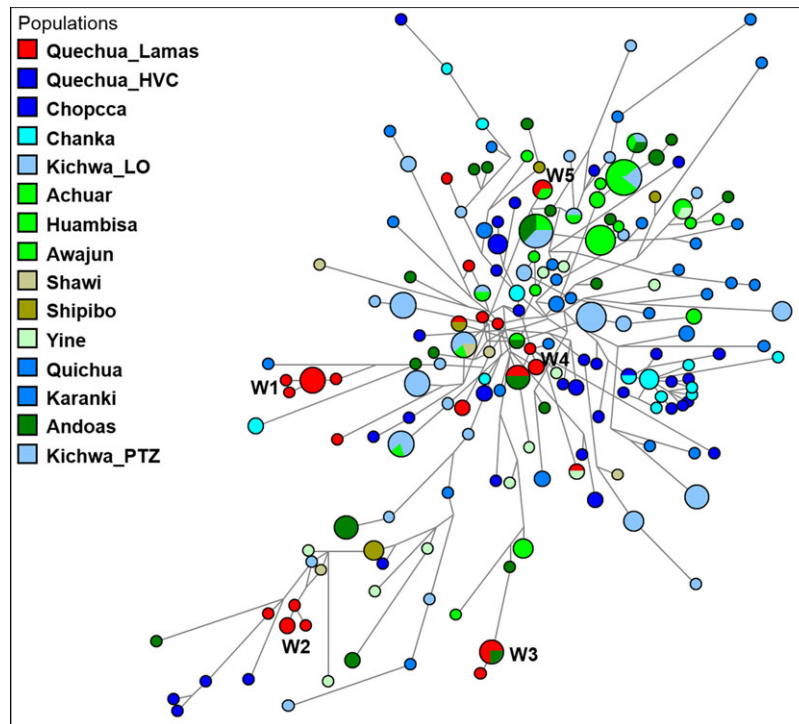 Populations
Quechua_Lamas
Quechua_HVC
Chopcca
Chanka
Kichwa_LO
Achuar
Huambisa
Awajun
Shawi
Shipibo
Yine
Quichua
Karanki
Andoas
Kichwa_PTZ
W5
W4
W1
W2
W3